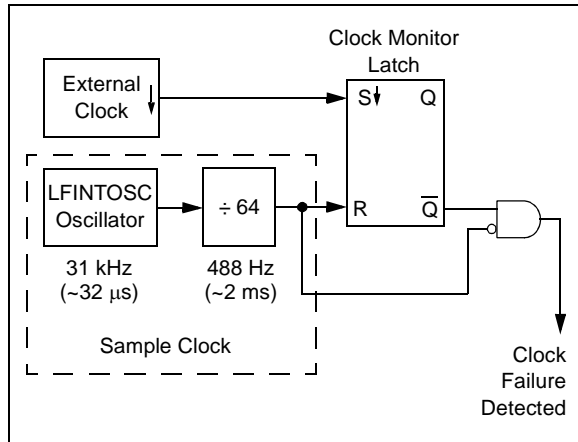 Clock Monitor
Latch
External
Clock
S Q
LFINTOSC
Oscillator
÷ 64
R Q̅
31 kHz
(~32 μs)
488 Hz
(~2 ms)
Sample Clock
Clock
Failure
Detected